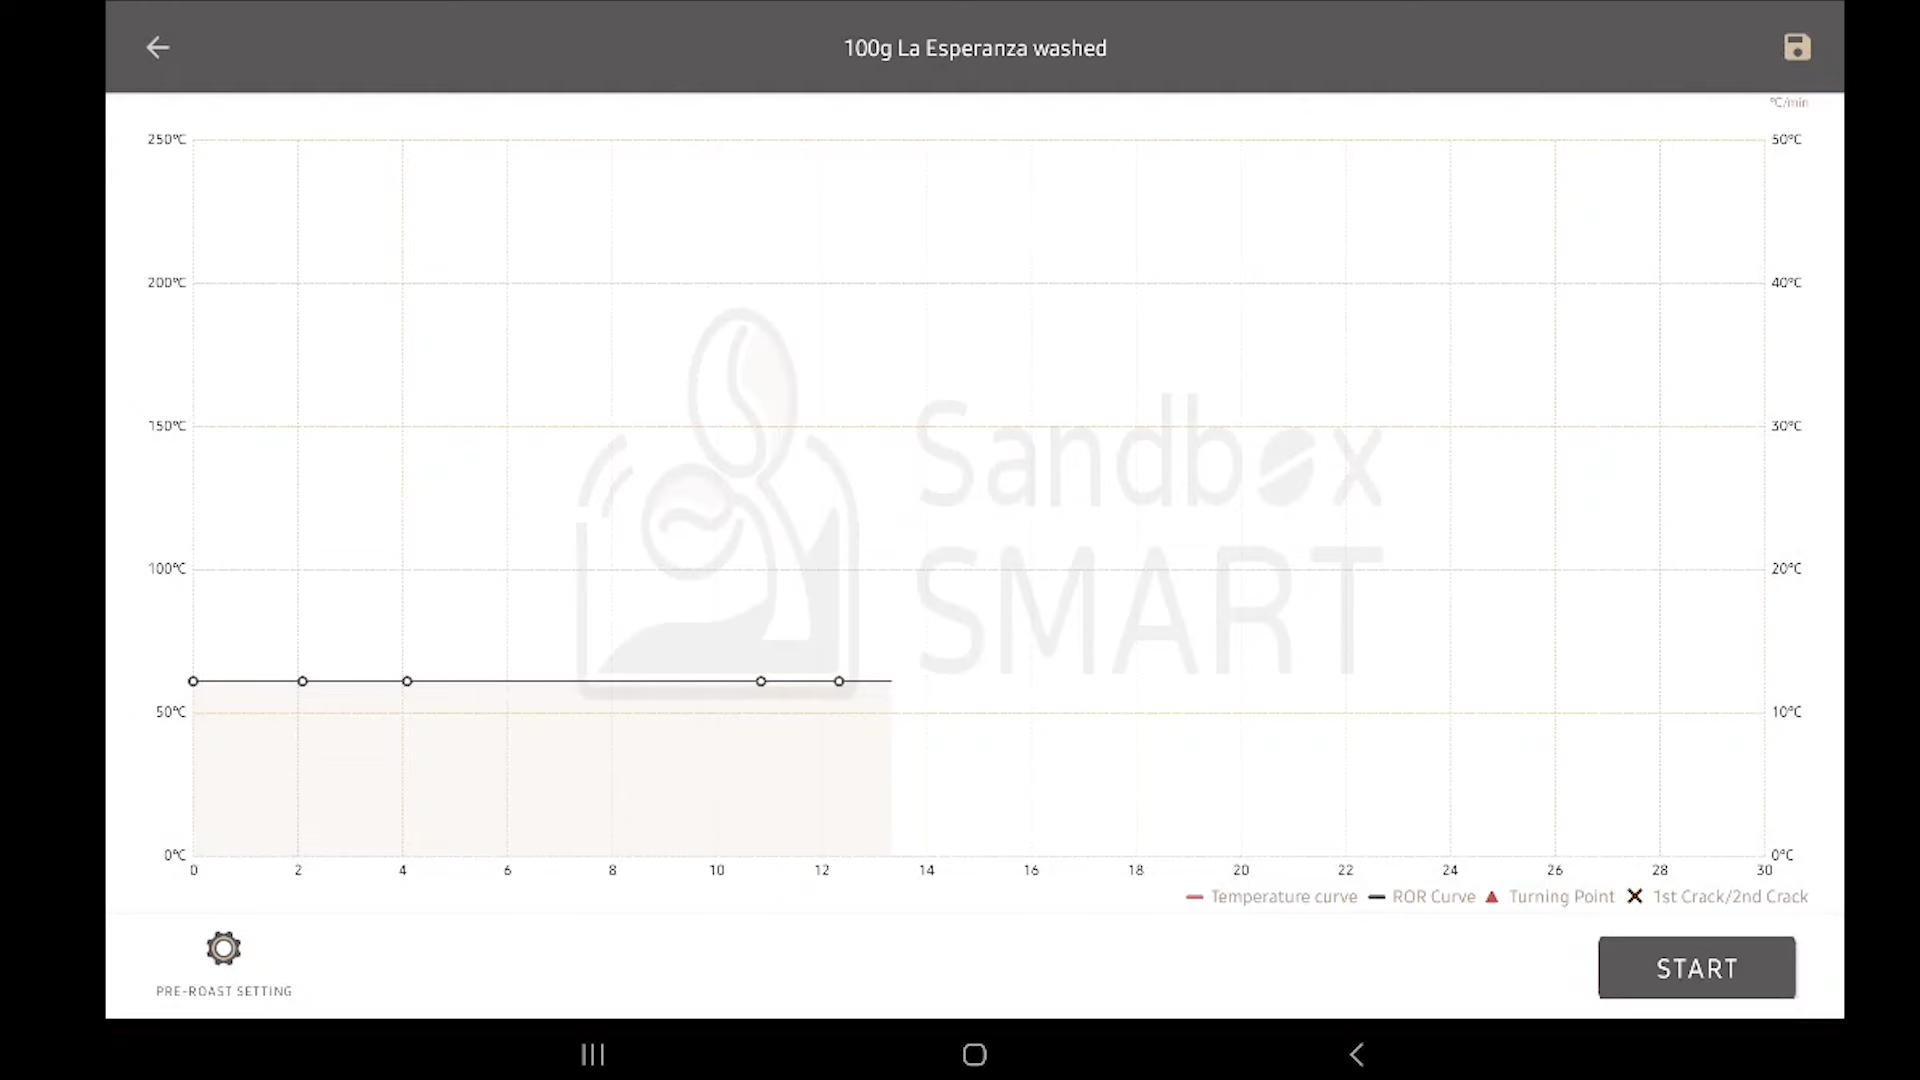 100g La Esperanza washed
℃/min
250℃ 50℃
200℃ 40℃
150℃ 30℃
100℃ 20℃
50℃ 10℃
0℃ 0℃
Sandbox
SMART
0 2 4 6 8 10 12 14 16 18 20 22 24 26 28 30
Temperature curve ROR Curve Turning Point 1st Crack/2nd Crack
PRE-ROAST SETTING
START